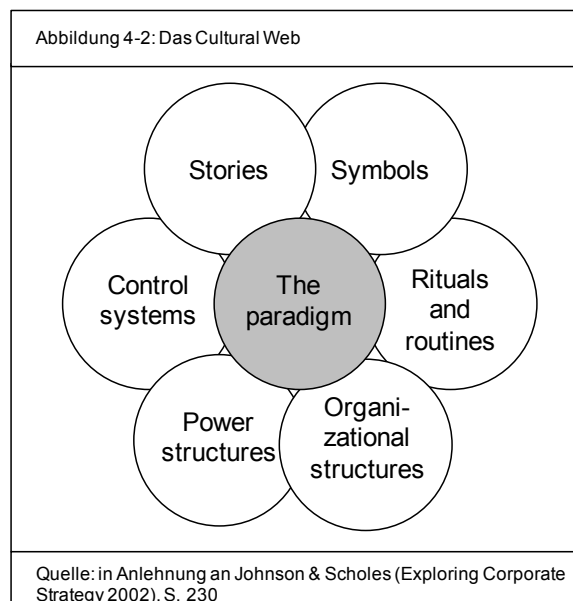 Abbildung 4-2: Das Cultural Web
Stories
Symbols
Control
systems
The
paradigm
Rituals
and
routines
Power
structures
Organi-
zational
structures
Quelle: in Anlehnung an Johnson & Scholes (Exploring Corporate
Strategy 2002), S. 230